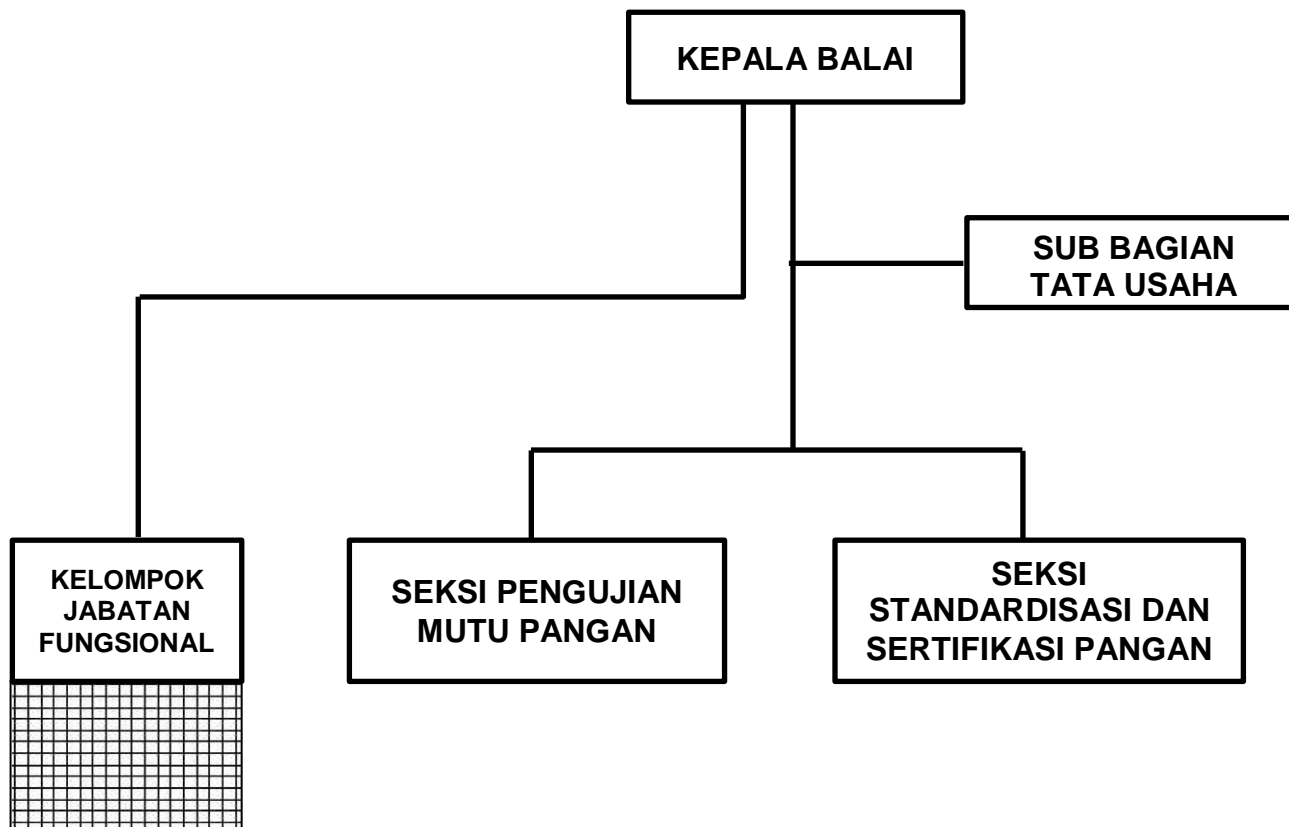 KEPALA BALAI
SUB BAGIAN
TATA USAHA
KELOMPOK
JABATAN
FUNGSIONAL
SEKSI PENGUJIAN
MUTU PANGAN
SEKSI
STANDARDISASI DAN
SERTIFIKASI PANGAN